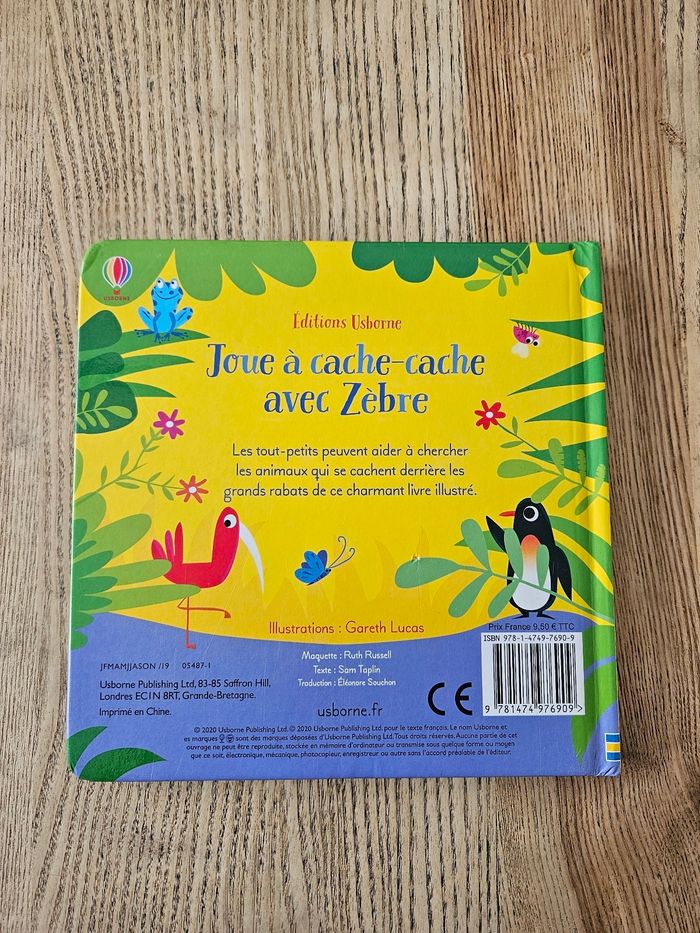 USBORNE
Éditions Usborne
Joue à cache-cache
avec Zèbre
Les tout-petits peuvent aider à chercher
les animaux qui se cachent derrière les
grands rabats de ce charmant livre illustré.
Illustrations : Gareth Lucas
Prix France 9,50 € TTC
ISBN 978-1-4749-7690-9
9 781474 976909
JFMAMJJASON /19 05487-1
Usborne Publishing Ltd, 83-85 Saffron Hill,
Londres EC1N 8RT, Grande-Bretagne.
Imprimé en Chine.
Maquette : Ruth Russell
Texte : Sam Taplin
Traduction : Éléonore Souchon
usborne.fr
CE
© 2020 Usborne Publishing Ltd. © 2020 Usborne Publishing Ltd. pour le texte français. Le nom Usborne et
es marques sont des marques déposées d'Usborne Publishing Ltd. Tous droits réservés. Aucune partie de cet
ouvrage ne peut être reproduite, stockée en mémoire d'ordinateur ou transmise sous quelque forme ou moyen
que ce soit, électronique, mécanique, photocopieur, enregistreur ou autre sans l'accord préalable de l'éditeur.